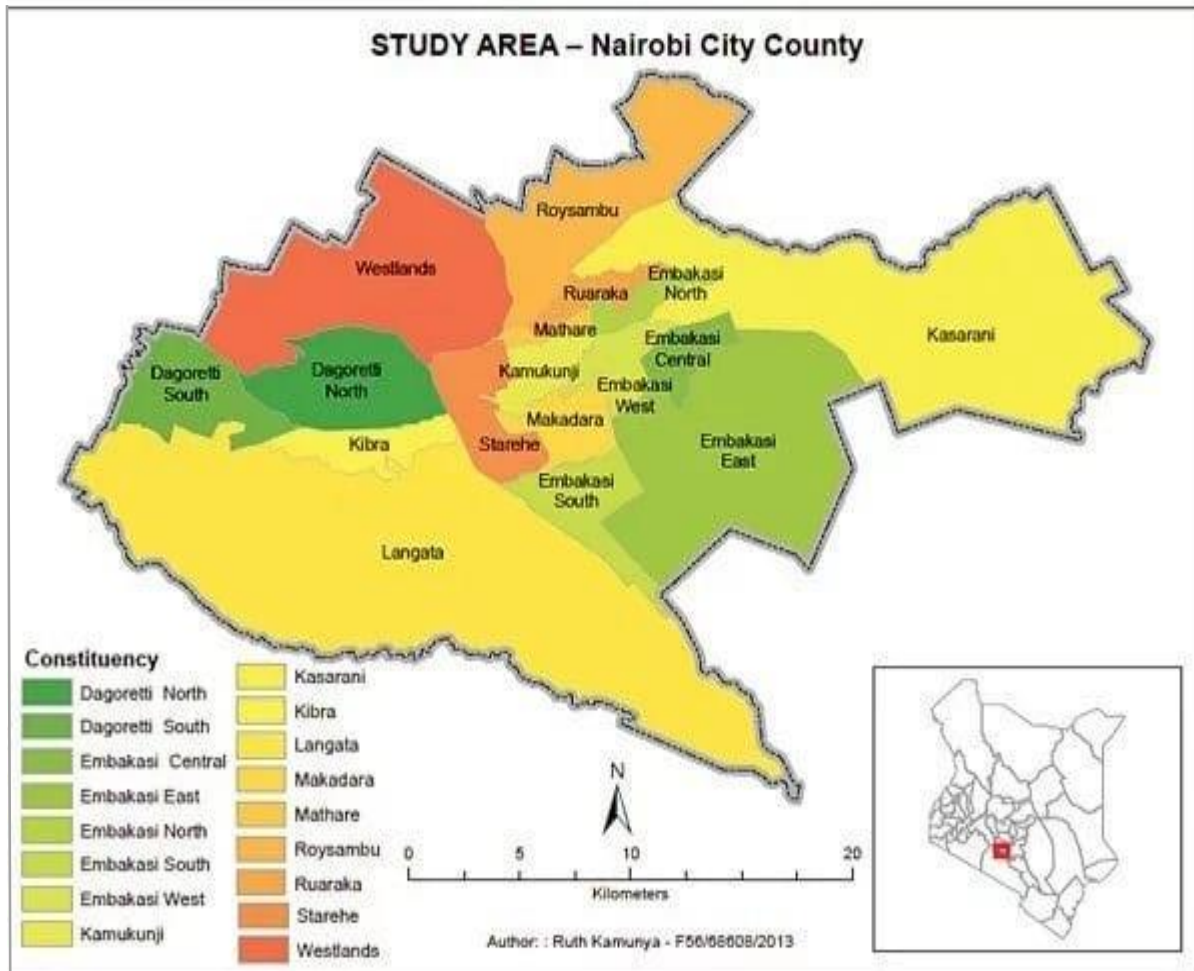 STUDY AREA – Nairobi City County
Roysambu
Westlands
Embakasi
North
Ruaraka
Mathare
Kasarani
Embakasi
Central
Dagoretti
South
Dagoretti
North
Kamukunji
Embakasi
West
Makadara
Kibra
Starehe
Embakasi
East
Embakasi
South
Langata
Constituency
Dagoretti North
Dagoretti South
Embakasi Central
Embakasi East
Embakasi North
Embakasi South
Embakasi West
Kamukunji
Kasarani
Kibra
Langata
Makadara
Mathare
Roysambu
Ruaraka
Starehe
Westlands
N
0 5 10 20
Kilometers
Author: : Ruth Kamunya - F56/68608/2013